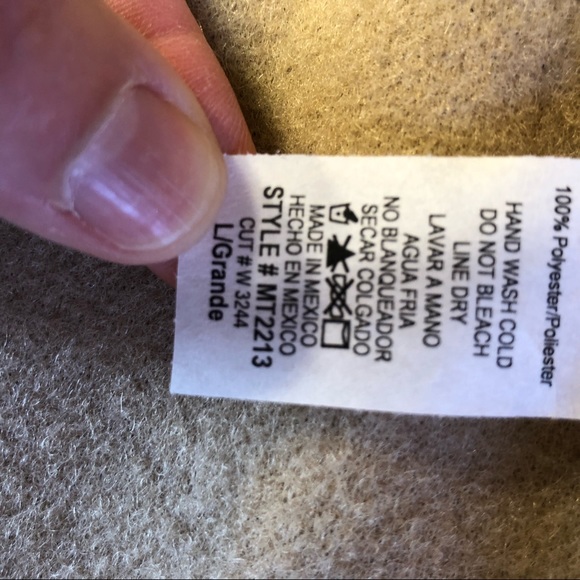 100% Polyester/Poliester
HAND WASH COLD
DO NOT BLEACH
LINE DRY
LAVAR A MANO
AGUA FRIA
NO BLANQUEADOR
SECAR COLGADO
MADE IN MEXICO
HECHO EN MEXICO
STYLE # MT2213
CUT # W 3244
L/Grande